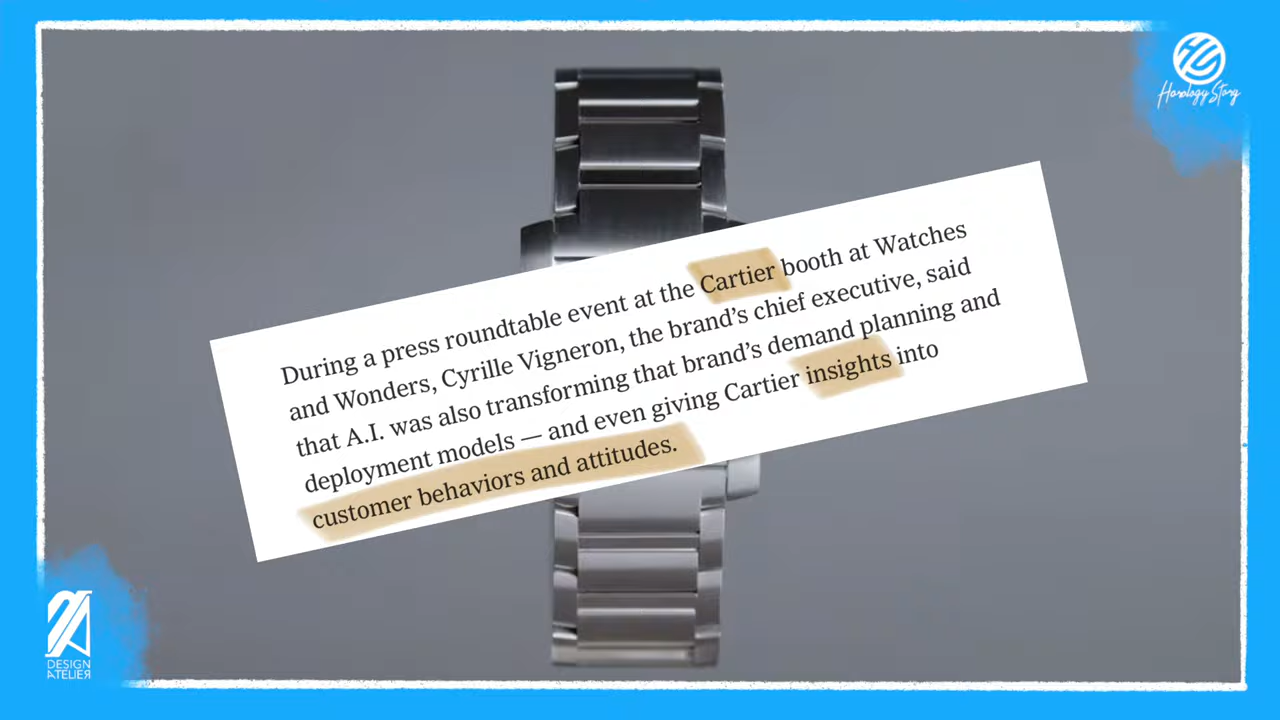 Horology Story
During a press roundtable event at the Cartier booth at Watches
and Wonders, Cyrille Vigneron, the brand's chief executive, said
that A.I. was also transforming that brand's demand planning and
deployment models — and even giving Cartier insights into
customer behaviors and attitudes.
DESIGN
ATELIER